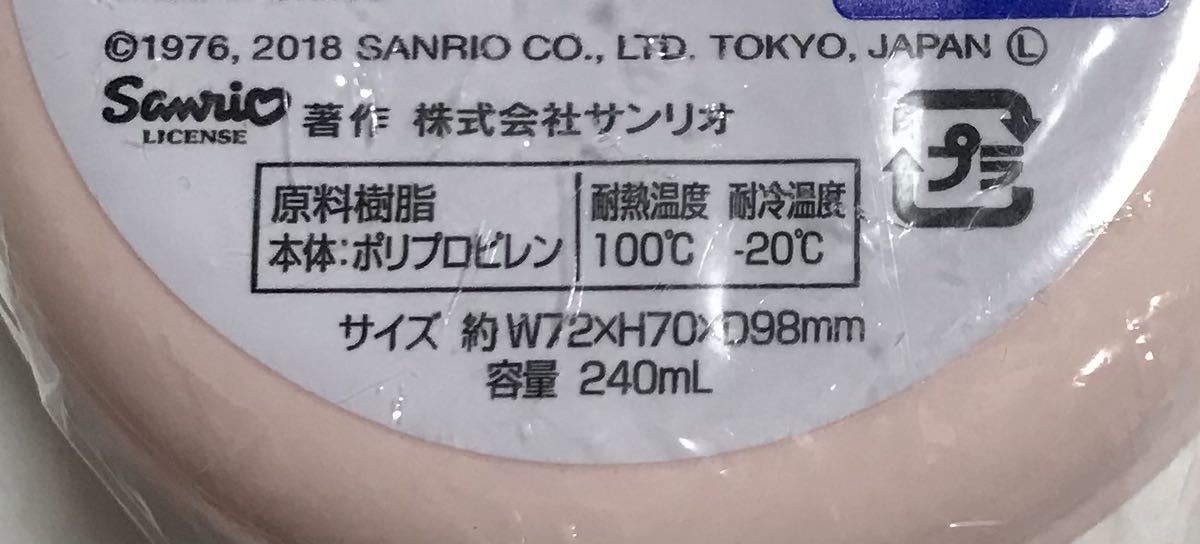 ©1976, 2018 SANRIO CO., LTD. TOKYO, JAPAN Ⓛ
Sanrio
LICENSE
著作 株式会社サンリオ
プラ
原料樹脂
本体:ポリプロピレン
耐熱温度 耐冷温度
100℃ -20℃
サイズ 約W72×H70×D98mm
容量 240mL